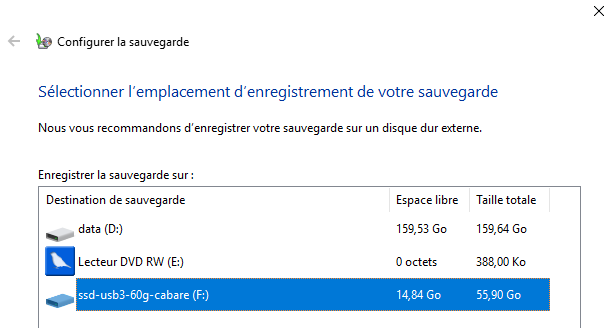 Configurer la sauvegarde
Sélectionner l'emplacement d'enregistrement de votre sauvegarde
Nous vous recommandons d'enregistrer votre sauvegarde sur un disque dur externe.
Enregistrer la sauvegarde sur :
Destination de sauvegarde Espace libre Taille totale
data (D:) 159,53 Go 159,64 Go
Lecteur DVD RW (E:) 0 octets 388,00 Ko
ssd-usb3-60g-cabare (F:) 14,84 Go 55,90 Go